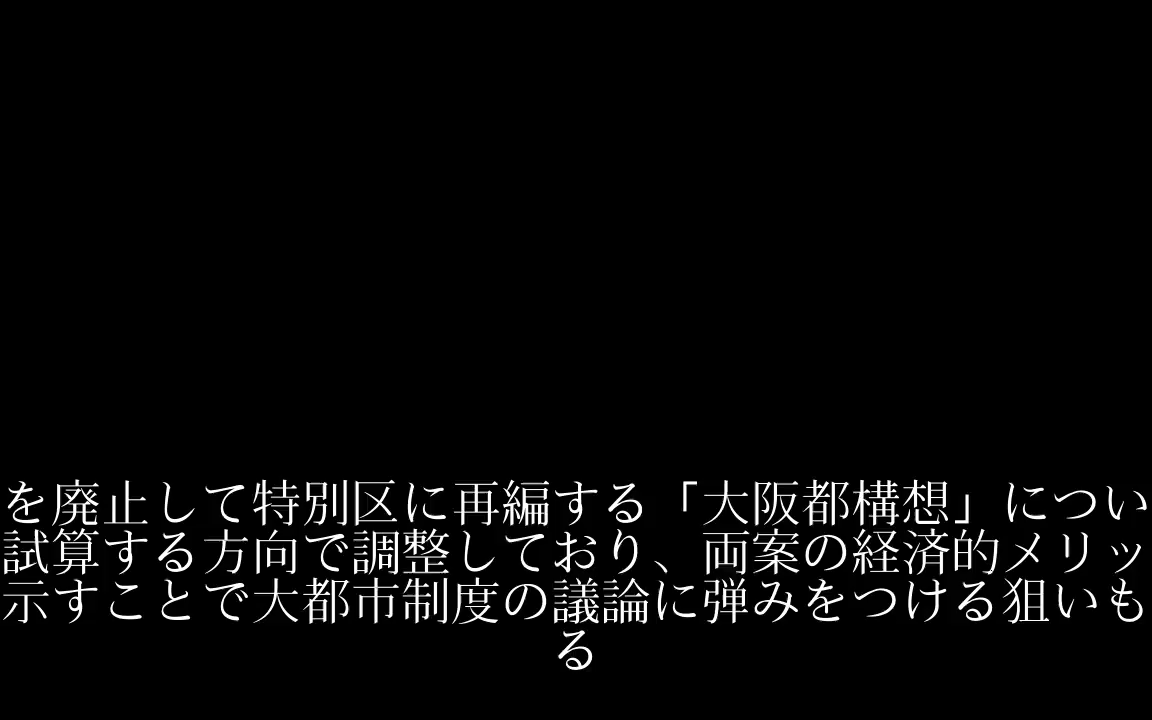 を廃止して特別区に再編する「大阪都構想」につい
試算する方向で調整しており、両案の経済的メリッ
示すことで大都市制度の議論に弾みをつける狙いも
る